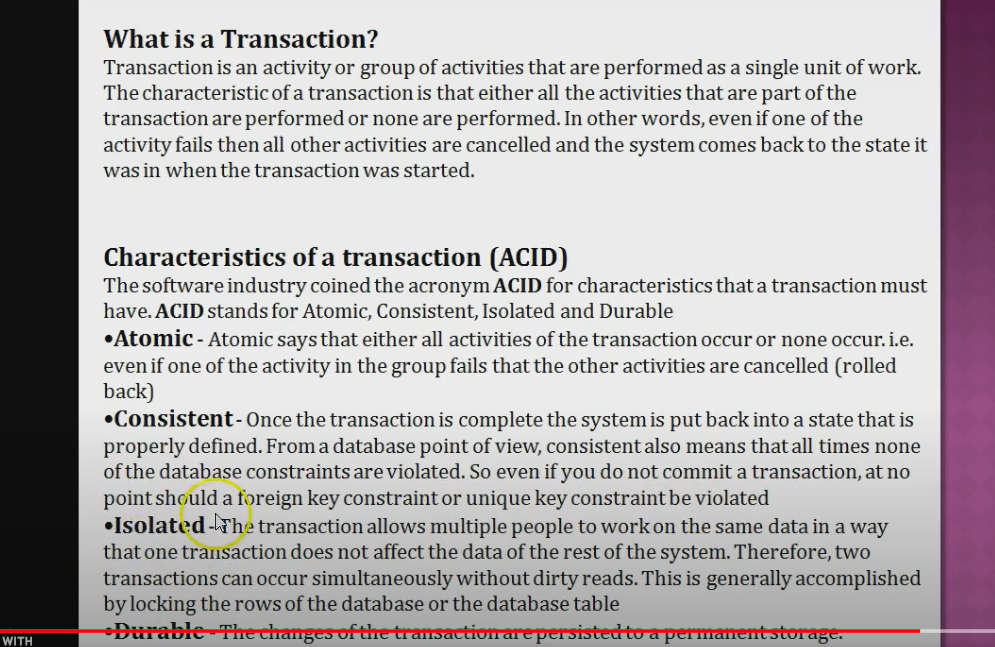 What is a Transaction?
Transaction is an activity or group of activities that are performed as a single unit of work.
The characteristic of a transaction is that either all the activities that are part of the
transaction are performed or none are performed. In other words, even if one of the
activity fails then all other activities are cancelled and the system comes back to the state it
was in when the transaction was started.
Characteristics of a transaction (ACID)
The software industry coined the acronym ACID for characteristics that a transaction must
have. ACID stands for Atomic, Consistent, Isolated and Durable
•Atomic - Atomic says that either all activities of the transaction occur or none occur. i.e.
even if one of the activity in the group fails that the other activities are cancelled (rolled
back)
•Consistent - Once the transaction is complete the system is put back into a state that is
properly defined. From a database point of view, consistent also means that all times none
of the database constraints are violated. So even if you do not commit a transaction, at no
point should a foreign key constraint or unique key constraint be violated
•Isolated - The transaction allows multiple people to work on the same data in a way
that one transaction does not affect the data of the rest of the system. Therefore, two
transactions can occur simultaneously without dirty reads. This is generally accomplished
by locking the rows of the database or the database table
•Durable - The changes of the transaction are persisted to a permanent storage.
WITH